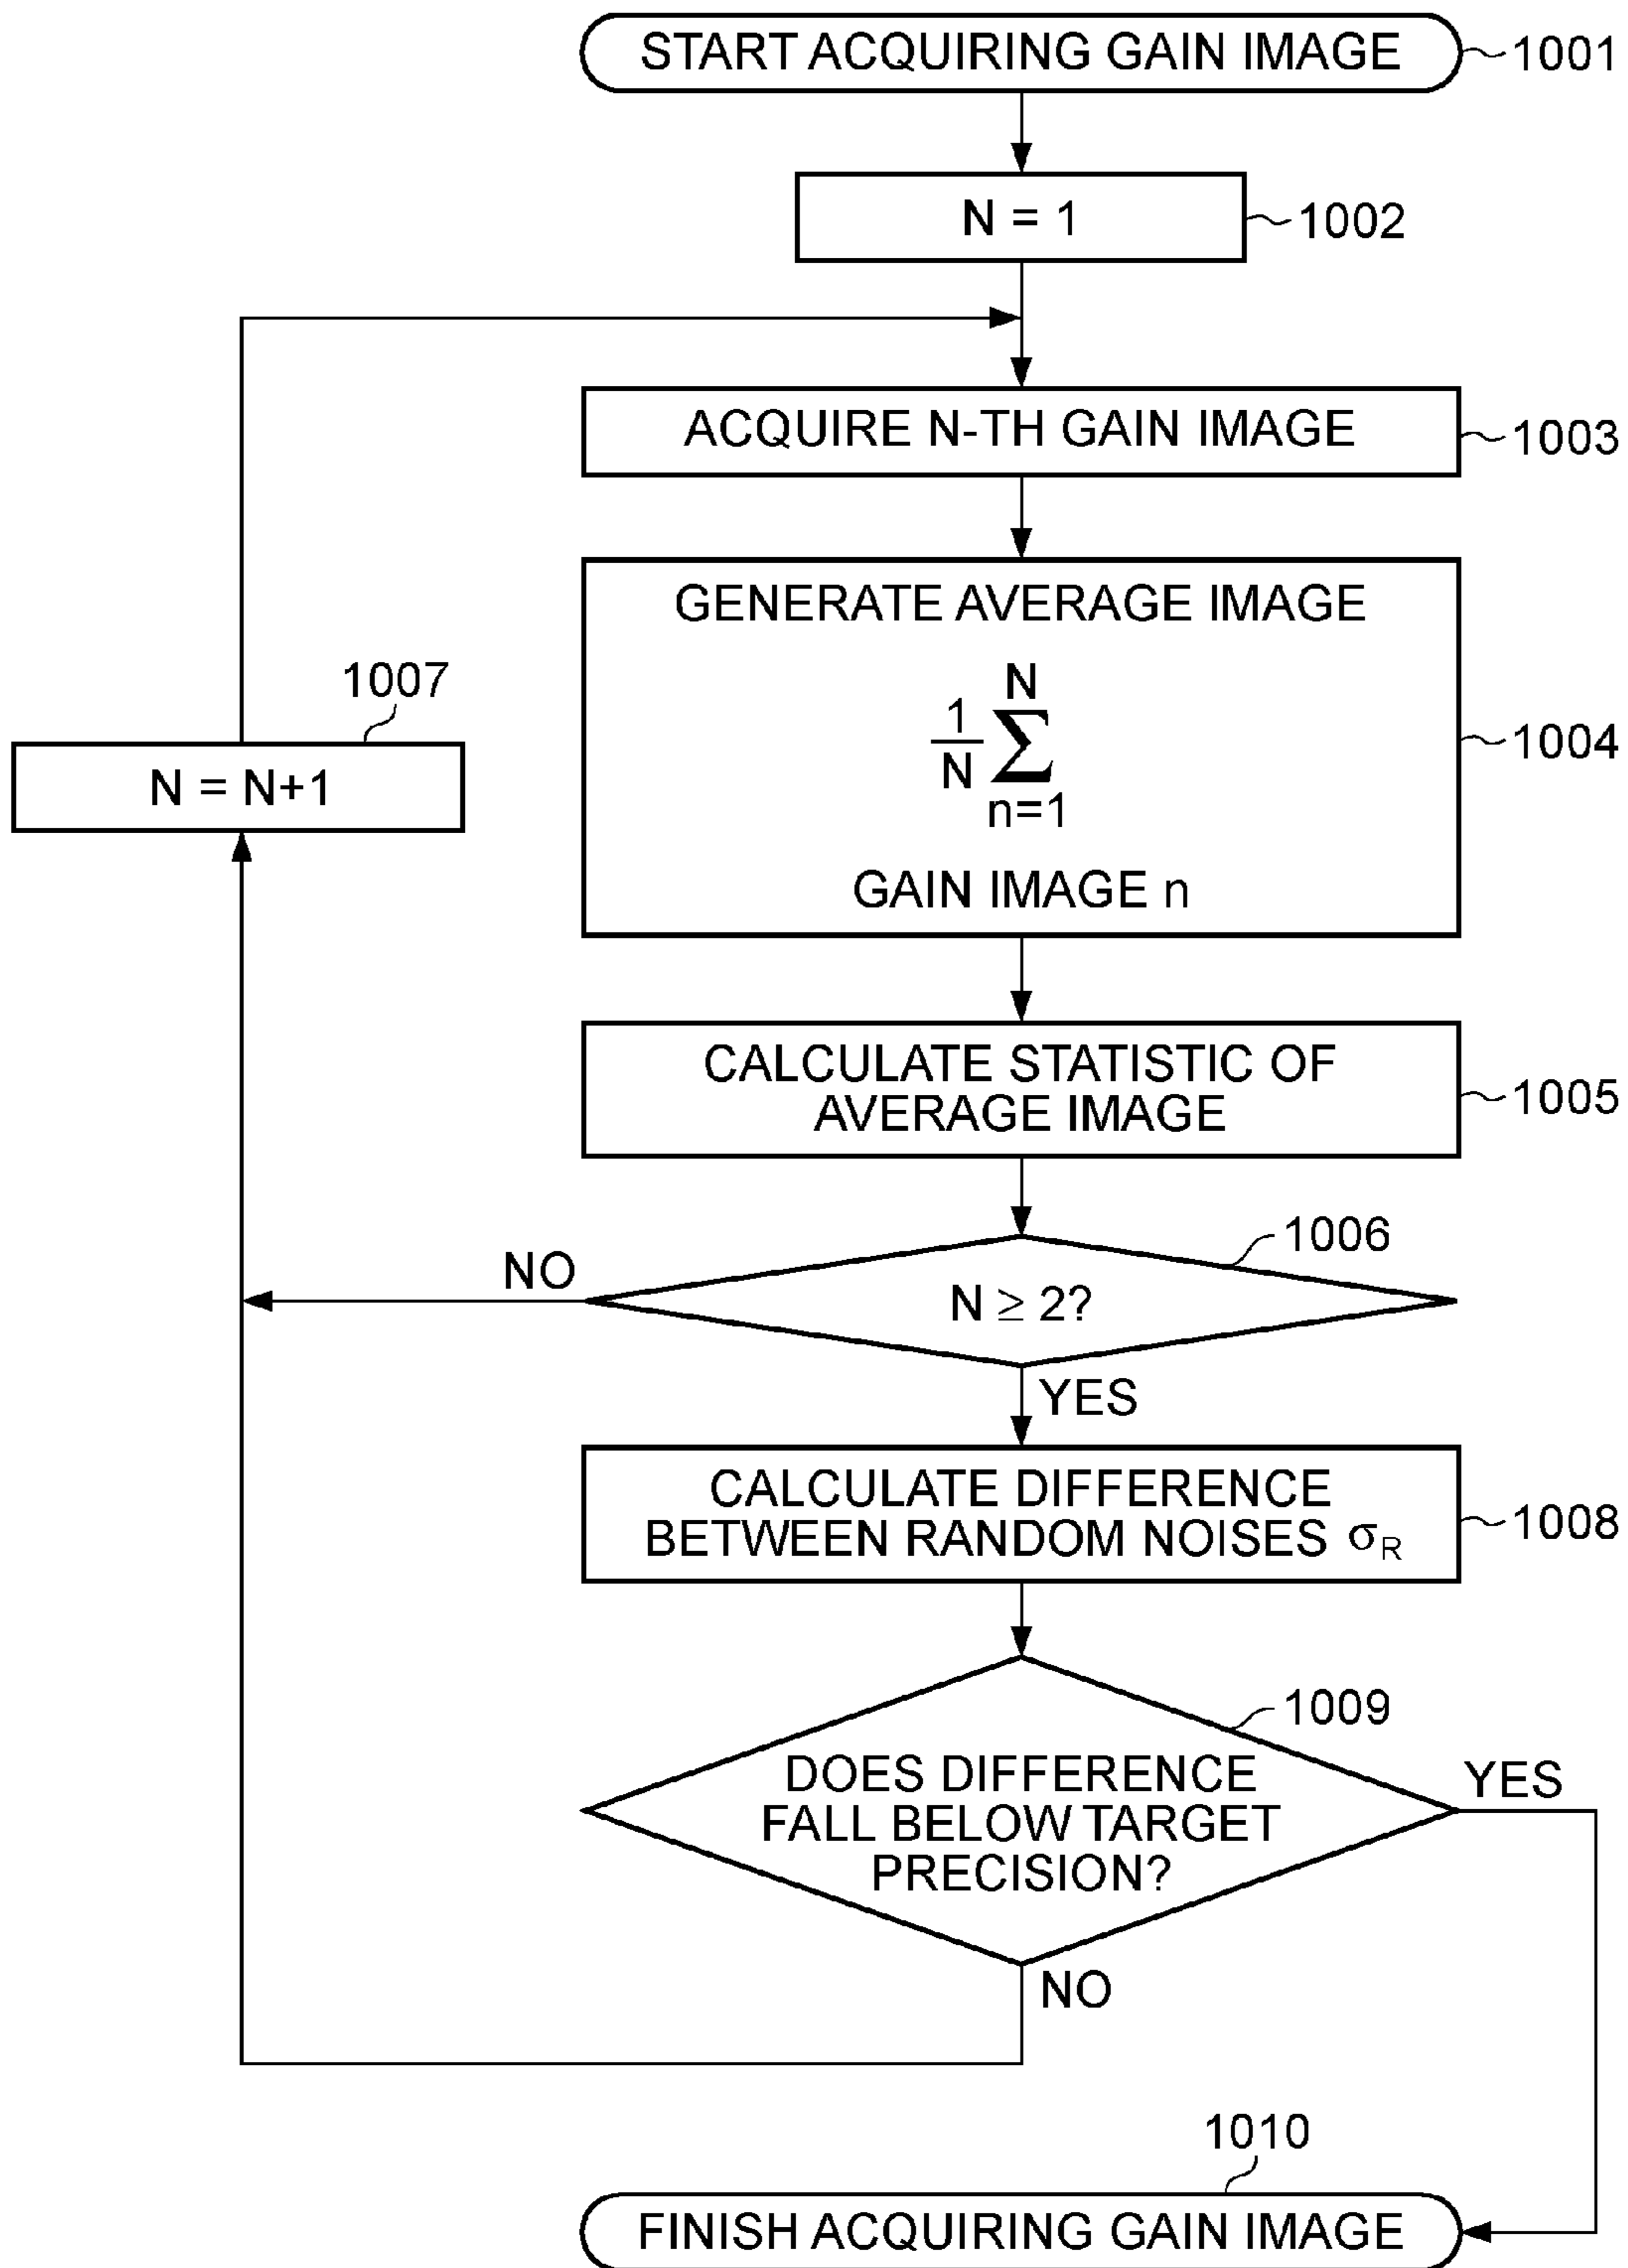 START ACQUIRING GAIN IMAGE
1001
N = 1
1002
ACQUIRE N-TH GAIN IMAGE
1003
GENERATE AVERAGE IMAGE
N
1
N
∑
n=1
GAIN IMAGE n
1004
1007
N = N+1
CALCULATE STATISTIC OF
AVERAGE IMAGE
1005
1006
NO
N ≥ 2?
YES
CALCULATE DIFFERENCE
BETWEEN RANDOM NOISES σR
1008
1009
DOES DIFFERENCE
FALL BELOW TARGET
PRECISION?
YES
NO
1010
FINISH ACQUIRING GAIN IMAGE